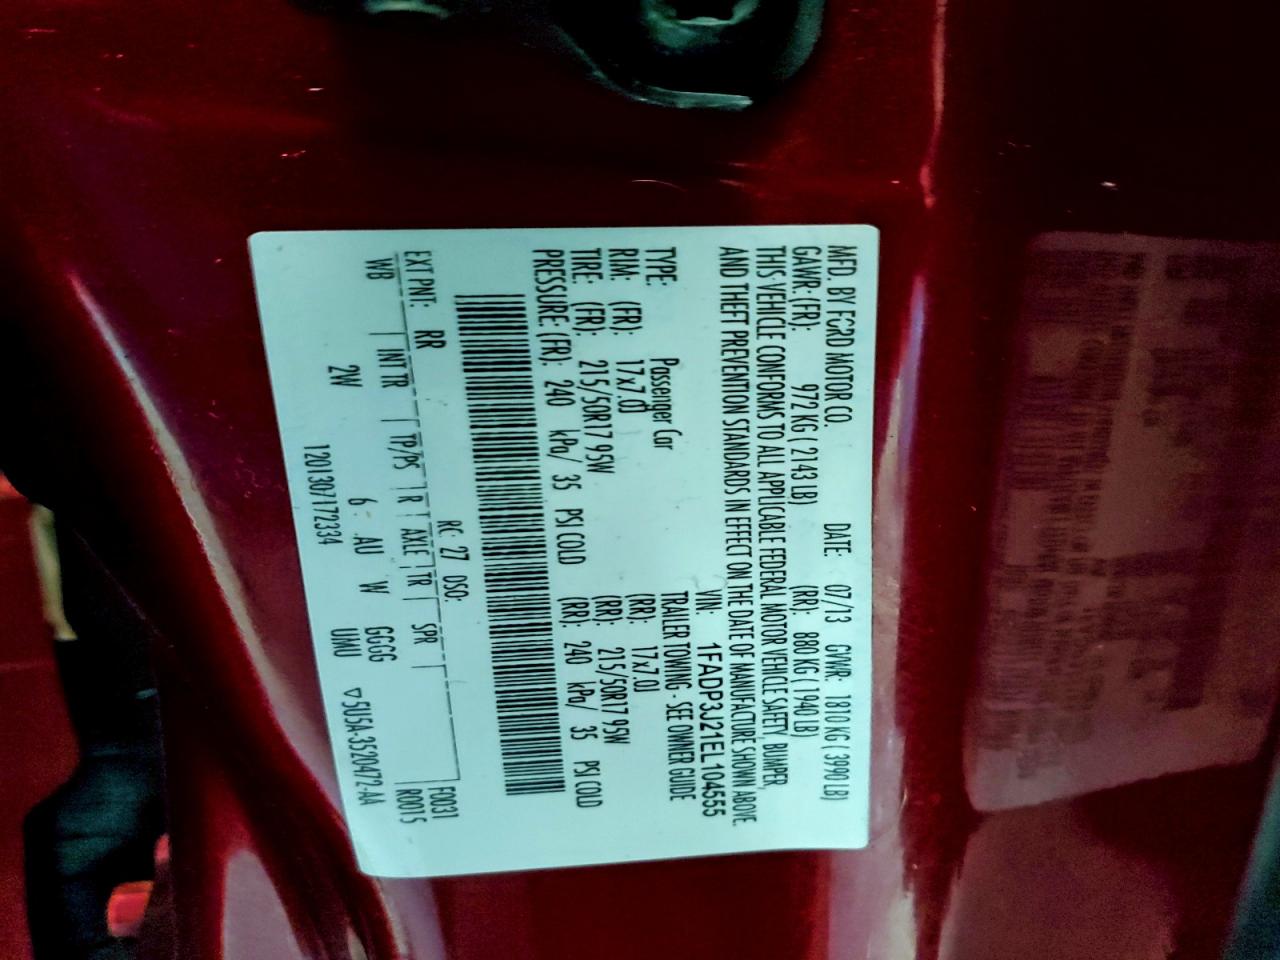 MFD. BY FORD MOTOR CO. DATE: 07/13 GVWR: 1810 KG ( 3990 LB)
GAWR: (FR): 972 KG ( 2143 LB) (RR): 880 KG ( 1940 LB)
THIS VEHICLE CONFORMS TO ALL APPLICABLE FEDERAL MOTOR VEHICLE SAFETY, BUMPER,
AND THEFT PREVENTION STANDARDS IN EFFECT ON THE DATE OF MANUFACTURE SHOWN ABOVE.
VIN: 1FADP3J21EL104555
TYPE: Passenger Car TRAILER TOWING - SEE OWNER GUIDE
RIM: (FR): 17x7.0J (RR): 17x7.0J
TIRE: (FR): 215/50R17 95W (RR): 215/50R17 95W
PRESSURE: (FR): 240 kPa/ 35 PSI COLD (RR): 240 kPa/ 35 PSI COLD
EXT PNT: RR RC: 27 DSO: F0031
WB INT TR TP/PS R AXLE TR SPR R0015
2W 6 AU W GGGG
UMU
12013071723​34 ▽5U5A-3520472-AA